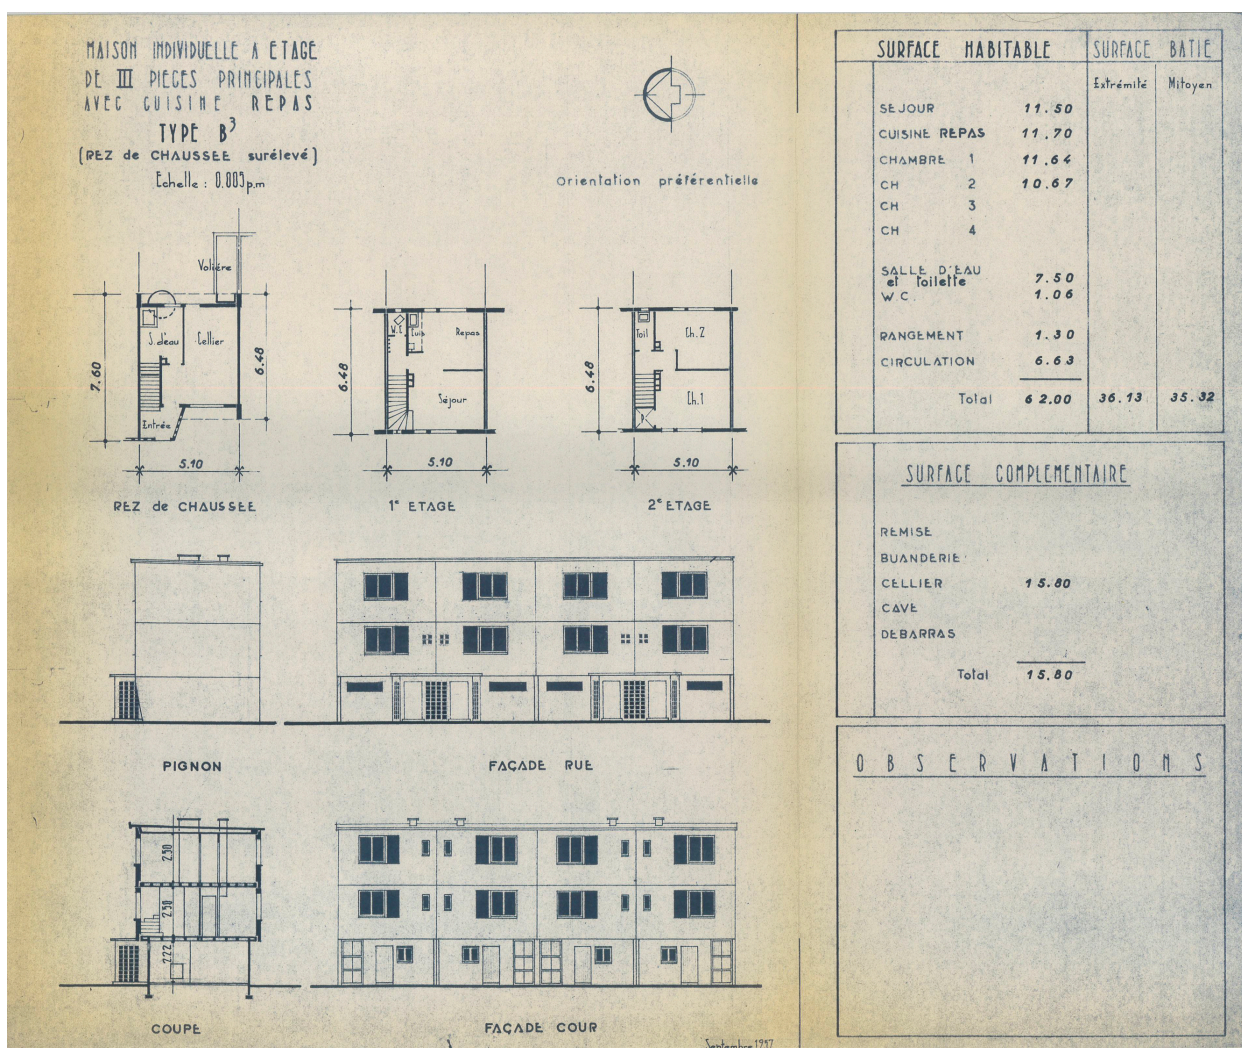 MAISON INDIVIDUELLE A ETAGE
DE III PIECES PRINCIPALES
AVEC CUISINE REPAS
TYPE B³
(REZ de CHAUSSEE surélevé)
Echelle : 0.005 p.m
Orientation préférentielle
Volière
S.d'eau
Cellier
Entrée
7.60
6.48
5.10
REZ de CHAUSSEE
W.C
Cuis
Repas
Séjour
6.48
5.10
1ᵉ ETAGE
Toil
Ch.2
Ch.1
P.
6.48
5.10
2ᵉ ETAGE
PIGNON
FAÇADE RUE
2.50
2.50
2.22
COUPE
FAÇADE COUR
Septembre 1957
SURFACE HABITABLE
SURFACE BATIE
Extrémité
Mitoyen
SEJOUR 11.50
CUISINE REPAS 11.70
CHAMBRE 1 11.64
CH 2 10.67
CH 3
CH 4
SALLE D'EAU
et toilette 7.50
W.C. 1.06
RANGEMENT 1.30
CIRCULATION 6.63
Total 62.00 36.13 35.32
SURFACE COMPLEMENTAIRE
REMISE
BUANDERIE
CELLIER 15.80
CAVE
DEBARRAS
Total 15.80
OBSERVATIONS